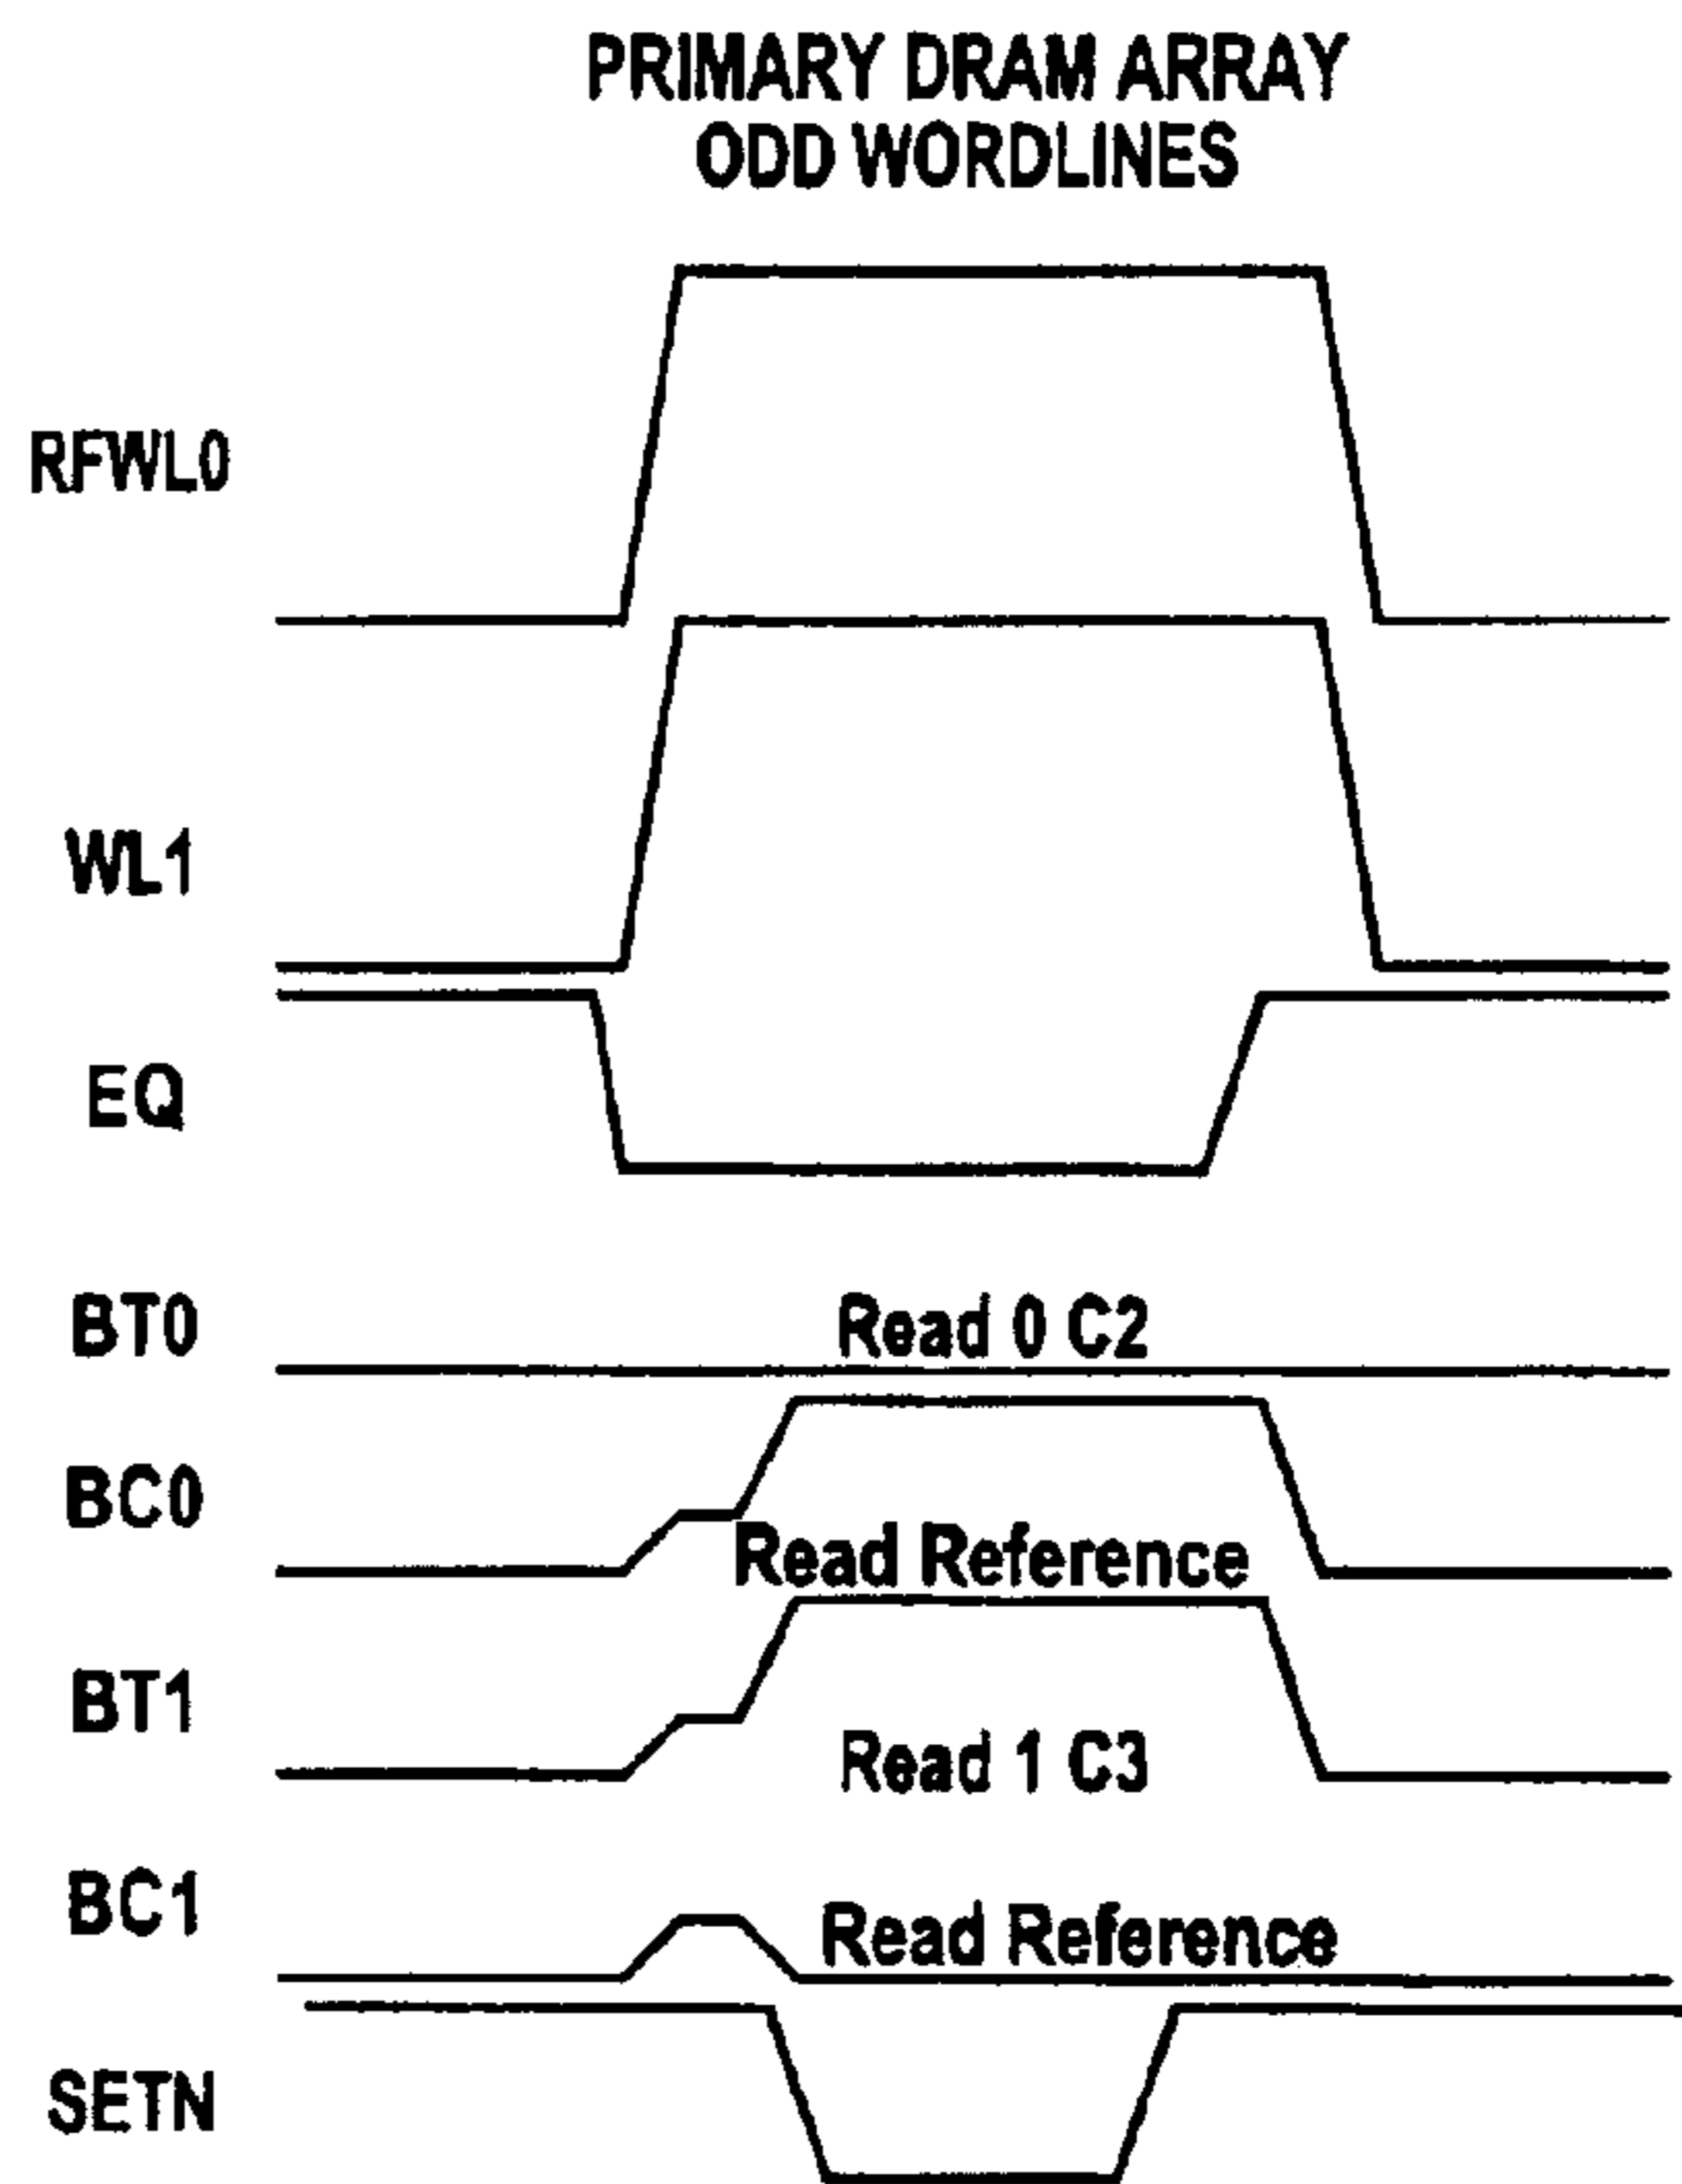 PRIMARY DRAM ARRAY
ODD WORDLINES
RFWL0
WL1
EQ
BT0
Read 0 C2
BC0
Read Reference
BT1
Read 1 C3
BC1
Read Reference
SETN